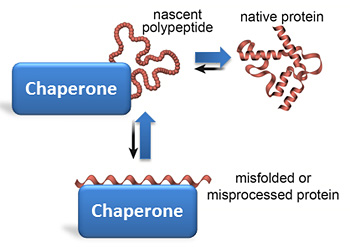 nascent
polypeptide
native protein
Chaperone
misfolded or
misprocessed protein
Chaperone